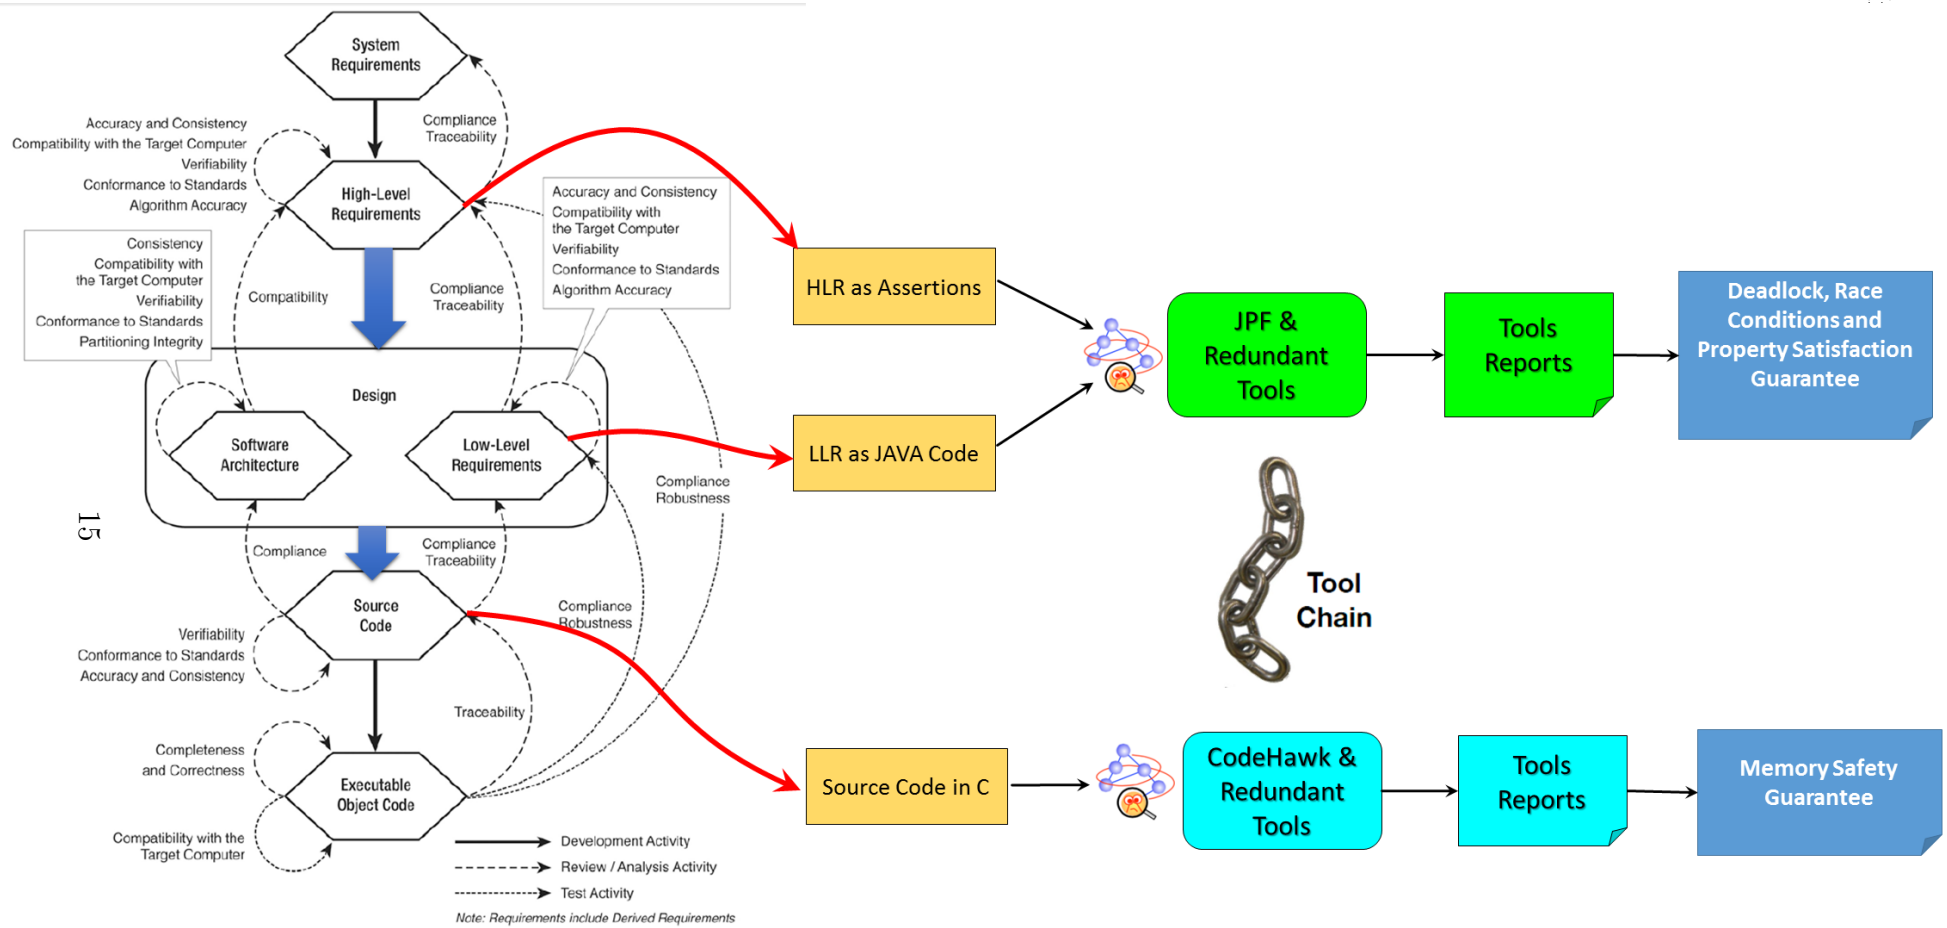 System
Requirements
Compliance
Traceability
Accuracy and Consistency
Compatibility with the Target Computer
Verifiability
Conformance to Standards
Algorithm Accuracy
High-Level
Requirements
Accuracy and Consistency
Compatibility with
the Target Computer
Verifiability
Conformance to Standards
Algorithm Accuracy
Consistency
Compatibility with
the Target Computer
Verifiability
Conformance to Standards
Partitioning Integrity
Compatibility
Compliance
Traceability
Design
Software
Architecture
Low-Level
Requirements
Compliance
Robustness
15
Compliance
Compliance
Traceability
Source
Code
Compliance
Robustness
Verifiability
Conformance to Standards
Accuracy and Consistency
Traceability
Completeness
and Correctness
Executable
Object Code
Compatibility with the
Target Computer
Development Activity
Review / Analysis Activity
Test Activity
Note: Requirements include Derived Requirements
HLR as Assertions
LLR as JAVA Code
JPF &
Redundant
Tools
Tools
Reports
Deadlock, Race
Conditions and
Property Satisfaction
Guarantee
Tool
Chain
Source Code in C
CodeHawk &
Redundant
Tools
Tools
Reports
Memory Safety
Guarantee